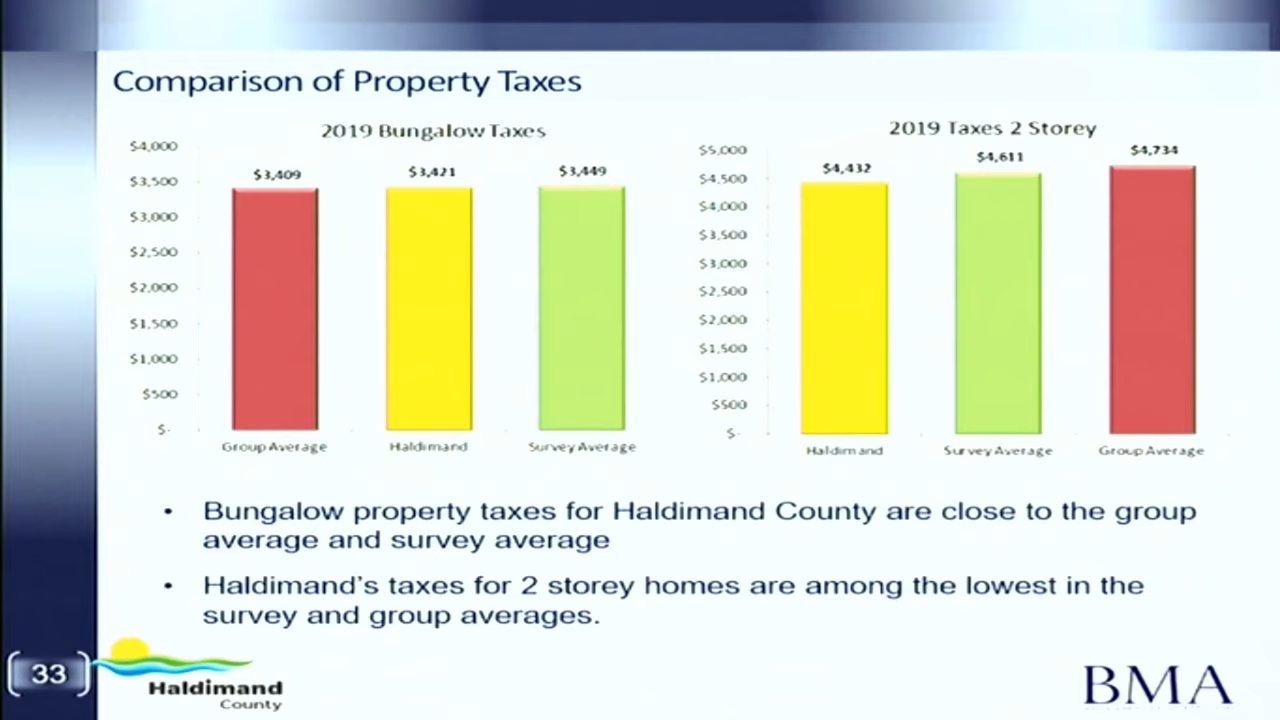 Comparison of Property Taxes
2019 Bungalow Taxes
$4,000
$3,500
$3,000
$2,500
$2,000
$1,500
$1,000
$500
$-
$3,409
$3,421
$3,449
Group Average
Haldimand
Survey Average
2019 Taxes 2 Storey
$5,000
$4,500
$4,000
$3,500
$3,000
$2,500
$2,000
$1,500
$1,000
$500
$-
$4,432
$4,611
$4,734
Haldimand
Survey Average
Group Average
• Bungalow property taxes for Haldimand County are close to the group
average and survey average
• Haldimand's taxes for 2 storey homes are among the lowest in the
survey and group averages.
33
Haldimand
County
BMA